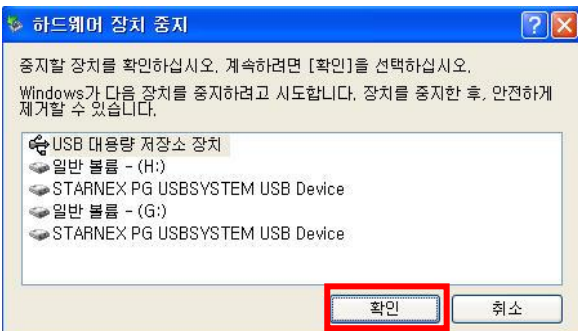 하드웨어 장치 중지
중지할 장치를 확인하십시오. 계속하려면 [확인]을 선택하십시오.
Windows가 다음 장치를 중지하려고 시도합니다. 장치를 중지한 후, 안전하게
제거할 수 있습니다.
USB 대용량 저장소 장치
일반 볼륨 - (H:)
STARNEX PG USBSYSTEM USB Device
일반 볼륨 - (G:)
STARNEX PG USBSYSTEM USB Device
확인 취소